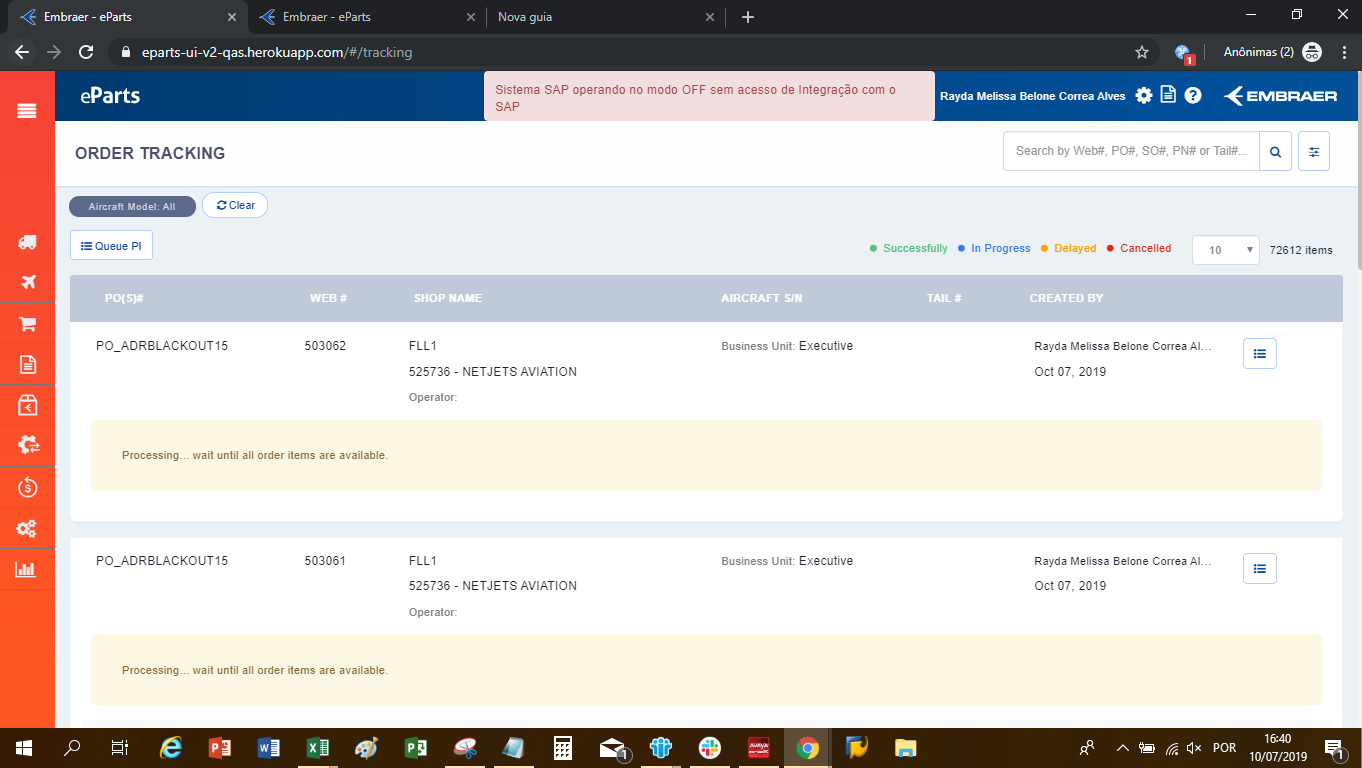 Embraer - eParts
Embraer - eParts
Nova guia
eparts-ui-v2-qas.herokuapp.com/#/tracking
Anônimas (2)
1
eParts
Sistema SAP operando no modo OFF sem acesso de Integração com o
SAP
Rayda Melissa Belone Correa Alves
EMBRAER
ORDER TRACKING
Search by Web#, PO#, SO#, PN# or Tail#...
Aircraft Model: All
Clear
Queue PI
Successfully
In Progress
Delayed
Cancelled
10
72612 items
PO(S)# WEB # SHOP NAME AIRCRAFT S/N TAIL # CREATED BY
PO_ADRBLACKOUT15 503062 FLL1 Business Unit: Executive Rayda Melissa Belone Correa Al...
525736 - NETJETS AVIATION Oct 07, 2019
Operator:
Processing... wait until all order items are available.
PO_ADRBLACKOUT15 503061 FLL1 Business Unit: Executive Rayda Melissa Belone Correa Al...
525736 - NETJETS AVIATION Oct 07, 2019
Operator:
Processing... wait until all order items are available.
1
AVAYA
POR
16:40
10/07/2019
1